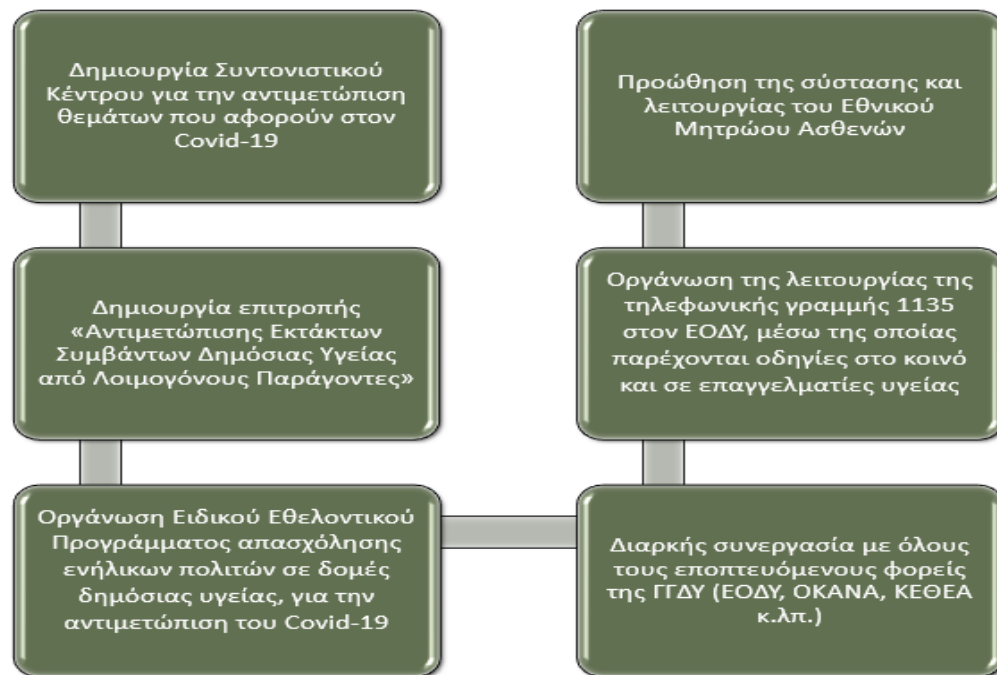 Δημιουργία Συντονιστικού
Κέντρου για την αντιμετώπιση
θεμάτων που αφορούν στον
Covid-19
Δημιουργία επιτροπής
«Αντιμετώπισης Εκτάκτων
Συμβάντων Δημόσιας Υγείας
από Λοιμογόνους Παράγοντες»
Οργάνωση Ειδικού Εθελοντικού
Προγράμματος απασχόλησης
ενήλικων πολιτών σε δομές
δημόσιας υγείας, για την
αντιμετώπιση του Covid-19
Διαρκής συνεργασία με όλους
τους εποπτευόμενους φορείς
της ΓΓΔΥ (ΕΟΔΥ, ΟΚΑΝΑ, ΚΕΘΕΑ
κ.λπ.)
Οργάνωση της λειτουργίας της
τηλεφωνικής γραμμής 1135
στον ΕΟΔΥ, μέσω της οποίας
παρέχονται οδηγίες στο κοινό
και σε επαγγελματίες υγείας
Προώθηση της σύστασης και
λειτουργίας του Εθνικού
Μητρώου Ασθενών